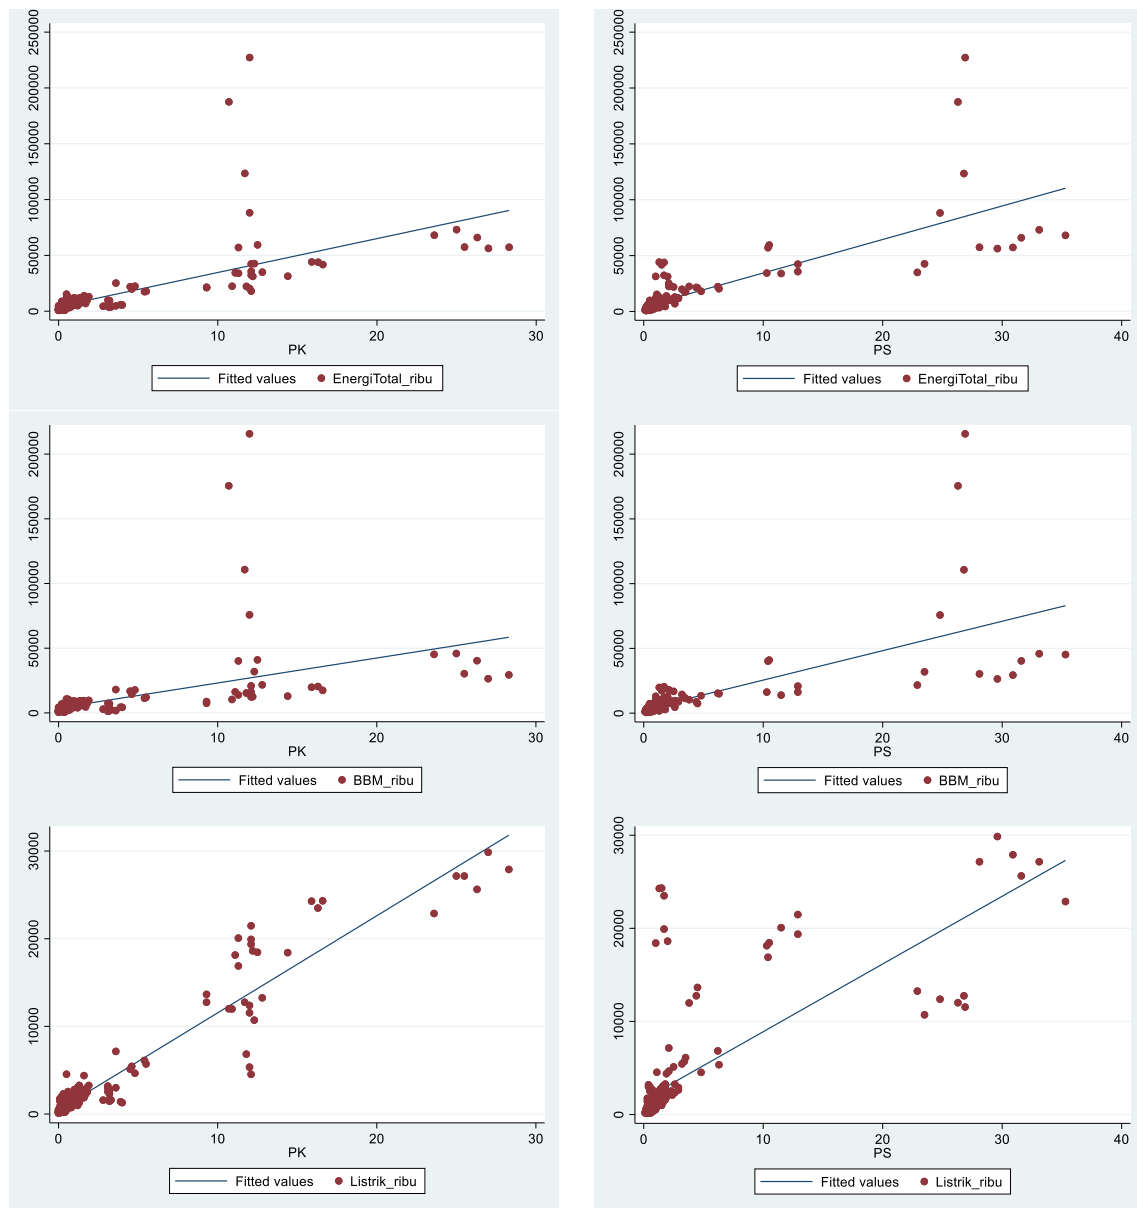 250000
200000
150000
100000
50000
0
0 10 20 30
PK
Fitted values EnergiTotal_ribu
250000
200000
150000
100000
50000
0
0 10 20 30 40
PS
Fitted values EnergiTotal_ribu
200000
150000
100000
50000
0
0 10 20 30
PK
Fitted values BBM_ribu
200000
150000
100000
50000
0
0 10 20 30 40
PS
Fitted values BBM_ribu
30000
20000
10000
0
0 10 20 30
PK
Fitted values Listrik_ribu
30000
20000
10000
0
0 10 20 30 40
PS
Fitted values Listrik_ribu